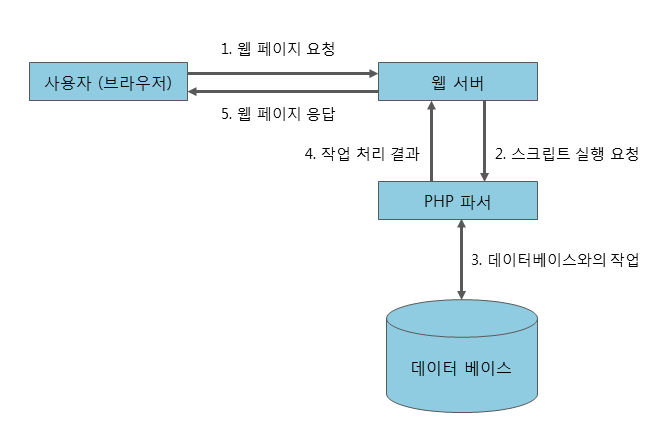 1. 웹 페이지 요청
사용자 (브라우저)
웹 서버
5. 웹 페이지 응답
4. 작업 처리 결과
2. 스크립트 실행 요청
PHP 파서
3. 데이터베이스와의 작업
데이터 베이스